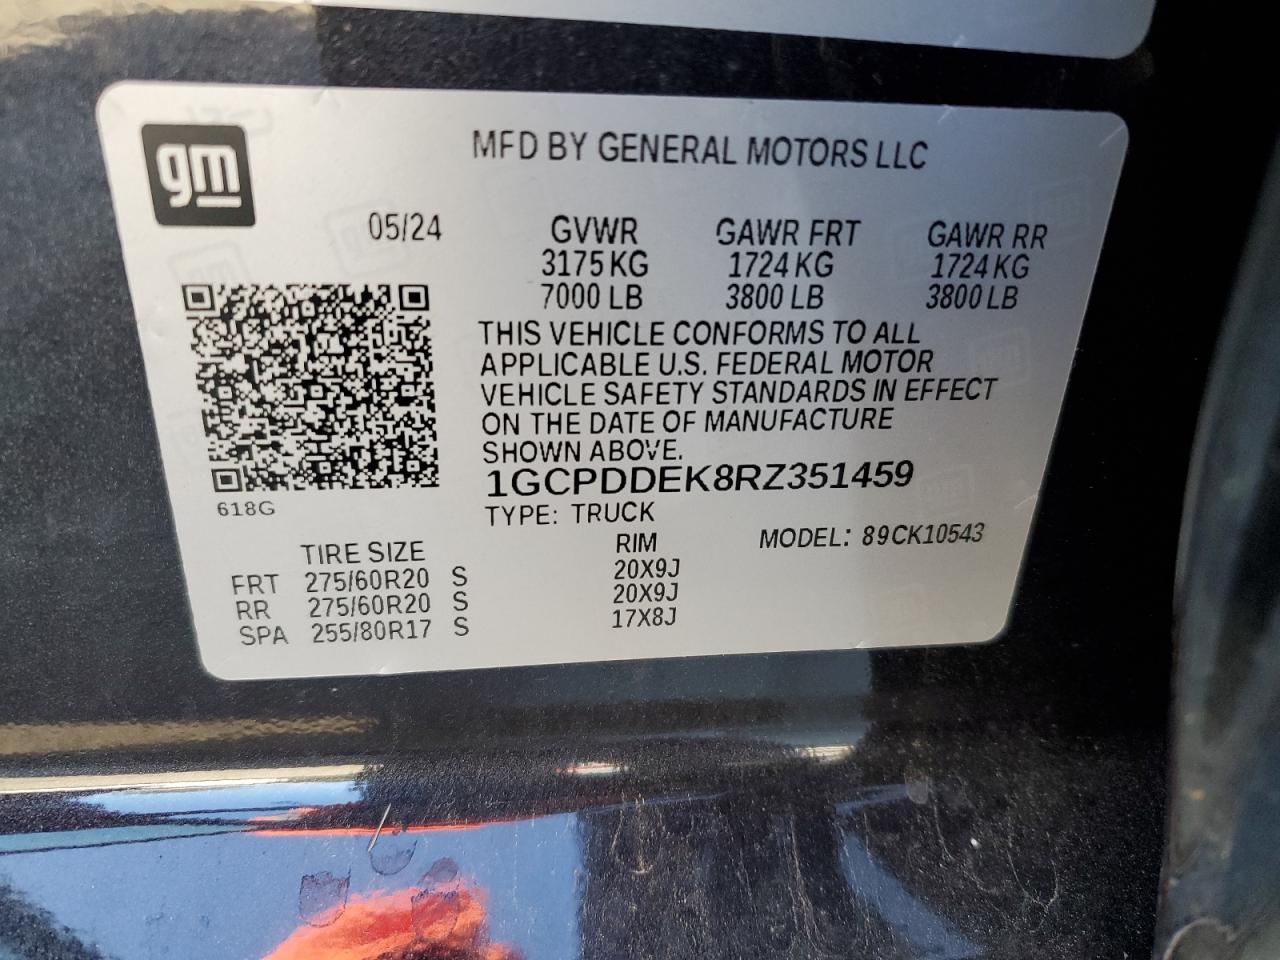 gm
MFD BY GENERAL MOTORS LLC
05/24 GVWR GAWR FRT GAWR RR
3175 KG 1724 KG 1724 KG
7000 LB 3800 LB 3800 LB
THIS VEHICLE CONFORMS TO ALL
APPLICABLE U.S. FEDERAL MOTOR
VEHICLE SAFETY STANDARDS IN EFFECT
ON THE DATE OF MANUFACTURE
SHOWN ABOVE.
1GCPDDEK8RZ351459
618G
TYPE: TRUCK
MODEL: 89CK10543
TIRE SIZE RIM
FRT 275/60R20 S 20X9J
RR 275/60R20 S 20X9J
SPA 255/80R17 S 17X8J